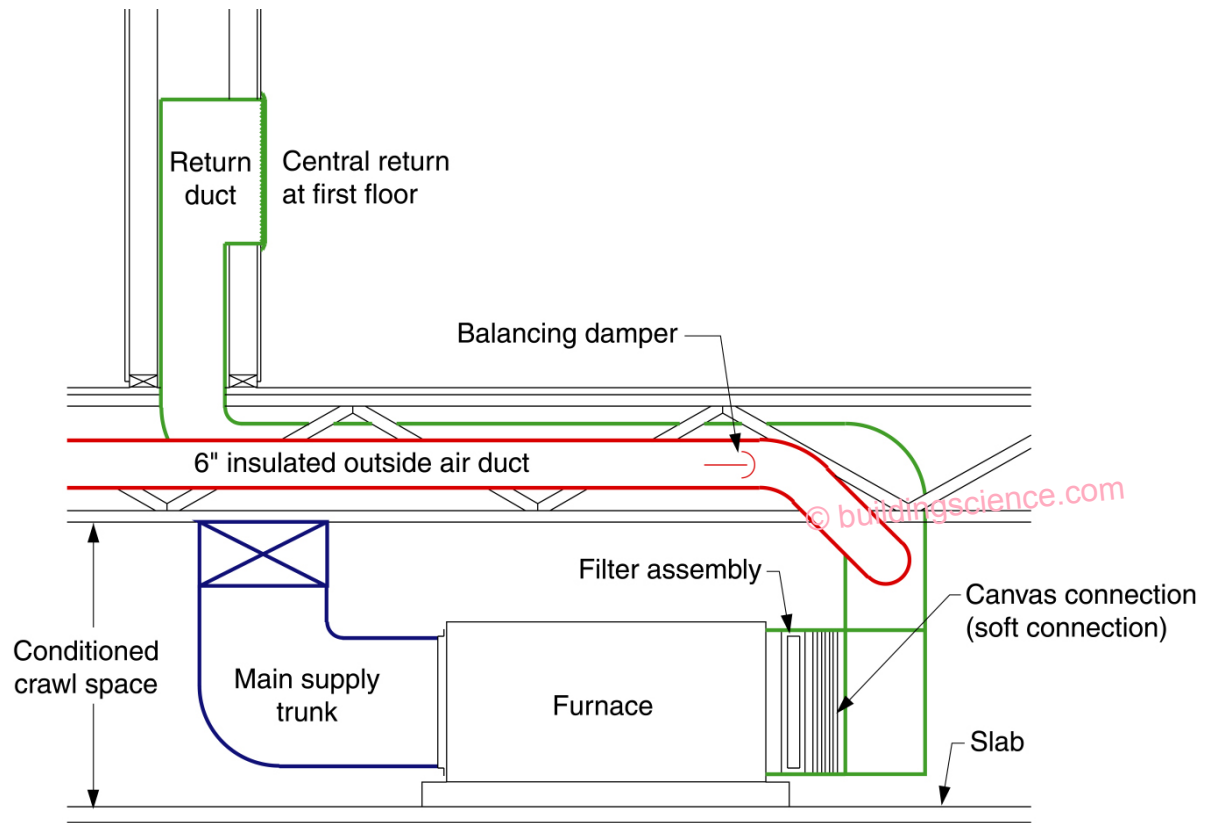 Return
duct
Central return
at first floor
Balancing damper
6" insulated outside air duct
© buildingscience.com
Filter assembly
Canvas connection
(soft connection)
Conditioned
crawl space
Main supply
trunk
Furnace
Slab